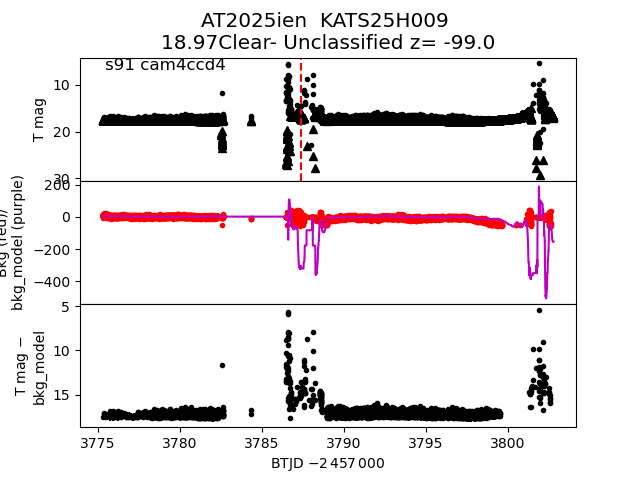 AT2025ien  KATS25H009
18.97Clear- Unclassified z= -99.0
s91 cam4ccd4
T mag
10
20
30
Bkg (red)/
bkg_model (purple)
200
0
−200
−400
T mag −
bkg_model
5
10
15
3775 3780 3785 3790 3795 3800
BTJD −2 457 000